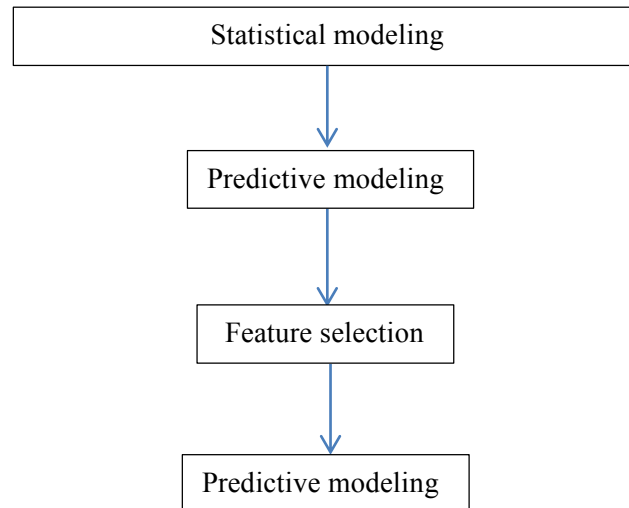 Statistical modeling
Predictive modeling
Feature selection
Predictive modeling